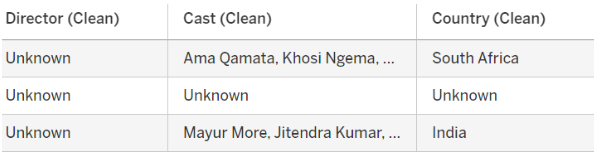 Director (Clean) Cast (Clean) Country (Clean)
Unknown Ama Qamata, Khosi Ngema, ... South Africa
Unknown Unknown Unknown
Unknown Mayur More, Jitendra Kumar, ... India